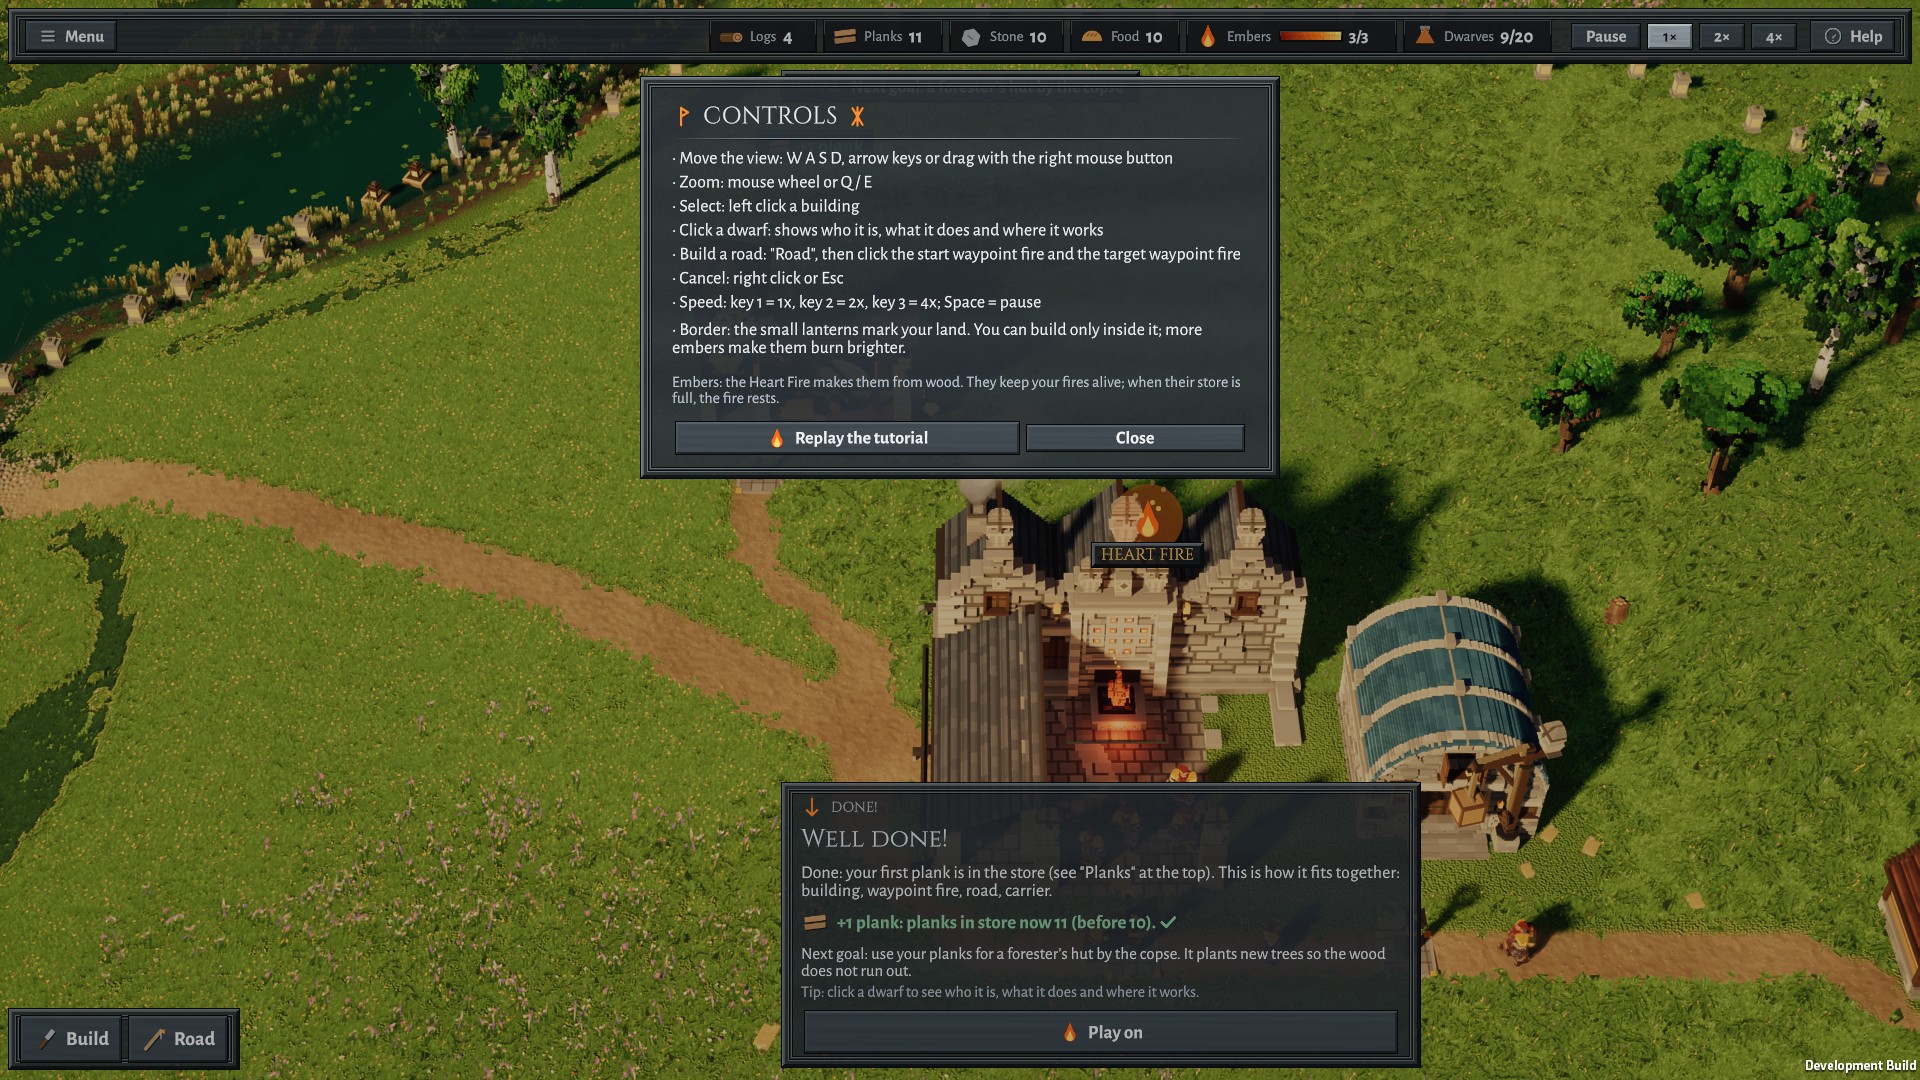 Menu
Logs 4
Planks 11
Stone 10
Food 10
Embers 3/3
Dwarves 9/20
Pause
1×
2×
4×
Help
Next goal: a forester's hut by the copse
CONTROLS
· Move the view: W A S D, arrow keys or drag with the right mouse button
· Zoom: mouse wheel or Q / E
· Select: left click a building
· Click a dwarf: shows who it is, what it does and where it works
· Build a road: "Road", then click the start waypoint fire and the target waypoint fire
· Cancel: right click or Esc
· Speed: key 1 = 1x, key 2 = 2x, key 3 = 4x; Space = pause
· Border: the small lanterns mark your land. You can build only inside it; more
embers make them burn brighter.
Embers: the Heart Fire makes them from wood. They keep your fires alive; when their store is
full, the fire rests.
Replay the tutorial
Close
HEART FIRE
DONE!
WELL DONE!
Done: your first plank is in the store (see "Planks" at the top). This is how it fits together:
building, waypoint fire, road, carrier.
+1 plank: planks in store now 11 (before 10). ✓
Next goal: use your planks for a forester's hut by the copse. It plants new trees so the wood
does not run out.
Tip: click a dwarf to see who it is, what it does and where it works.
Play on
Build
Road
Development Build